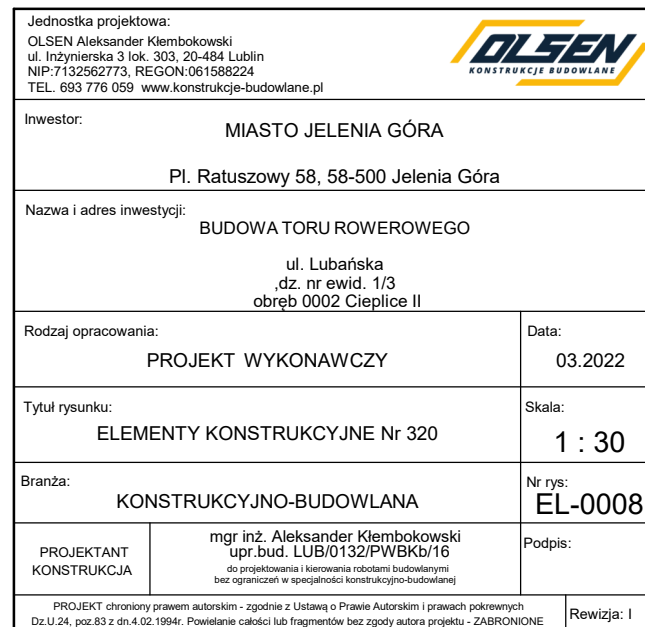 Jednostka projektowa:
OLSEN Aleksander Kłembokowski
ul. Inżynierska 3 lok. 303, 20-484 Lublin
NIP:7132562773, REGON:061588224
TEL. 693 776 059 www.konstrukcje-budowlane.pl
OLSEN
KONSTRUKCJE BUDOWLANE
Inwestor:
MIASTO JELENIA GÓRA
Pl. Ratuszowy 58, 58-500 Jelenia Góra
Nazwa i adres inwestycji:
BUDOWA TORU ROWEROWEGO
ul. Lubańska
,dz. nr ewid. 1/3
obręb 0002 Cieplice II
Rodzaj opracowania:
PROJEKT WYKONAWCZY
Data:
03.2022
Tytuł rysunku:
ELEMENTY KONSTRUKCYJNE Nr 320
Skala:
1 : 30
Branża:
KONSTRUKCYJNO-BUDOWLANA
Nr rys:
EL-0008
PROJEKTANT
KONSTRUKCJA
mgr inż. Aleksander Kłembokowski
upr.bud. LUB/0132/PWBKb/16
do projektowania i kierowania robotami budowlanymi
bez ograniczeń w specjalności konstrukcyjno-budowlanej
Podpis:
PROJEKT chroniony prawem autorskim - zgodnie z Ustawą o Prawie Autorskim i prawach pokrewnych
Dz.U.24, poz.83 z dn.4.02.1994r. Powielanie całości lub fragmentów bez zgody autora projektu - ZABRONIONE
Rewizja: I